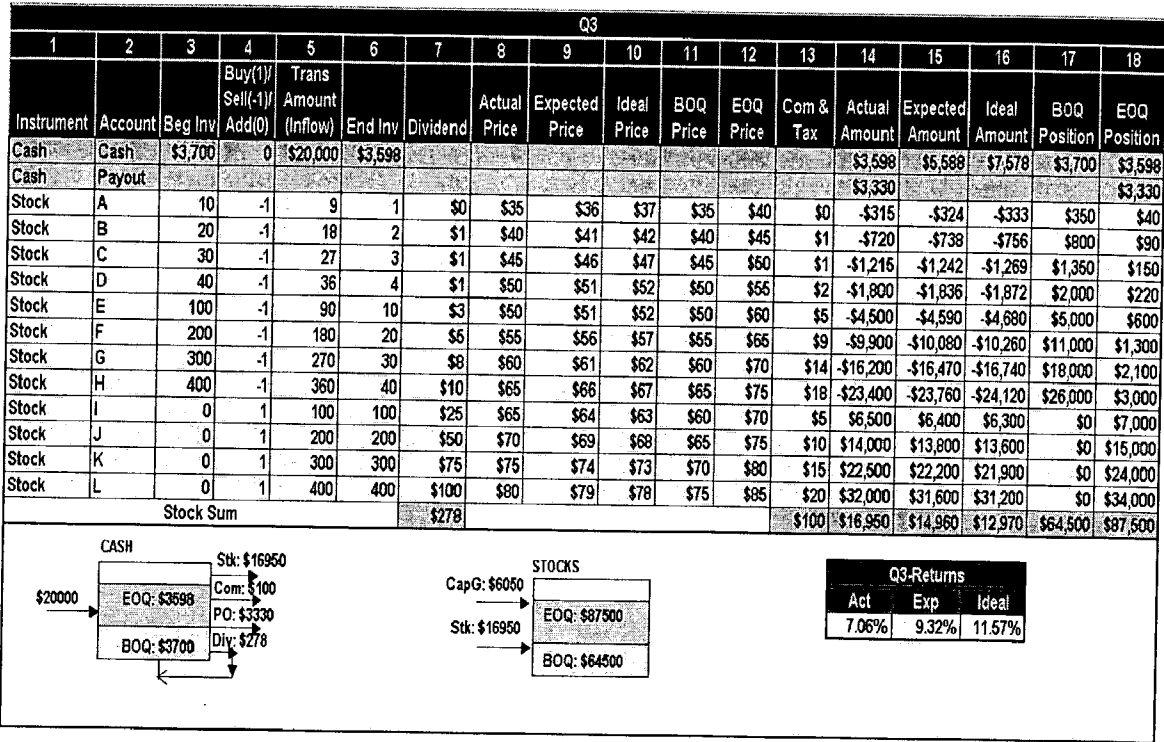 Q3
1 2 3 4 5 6 7 8 9 10 11 12 13 14 15 16 17 18
Instrument Account Beg Inv Buy(1)/ Sell(-1)/ Add(0) Trans Amount (Inflow) End Inv Dividend Actual Price Expected Price Ideal Price BOQ Price EOQ Price Com & Tax Actual Amount Expected Amount Ideal Amount BOQ Position EOQ Position
Cash Cash $3,700 0 $20,000 $3,598 $3,598 $5,588 $7,578 $3,700 $3,598
Cash Payout $3,330 $3,330
Stock A 10 -1 9 1 $0 $35 $36 $37 $35 $40 $0 -$315 -$324 -$333 $350 $40
Stock B 20 -1 18 2 $1 $40 $41 $42 $40 $45 $1 -$720 -$738 -$756 $800 $90
Stock C 30 -1 27 3 $1 $45 $46 $47 $45 $50 $1 -$1,215 -$1,242 -$1,269 $1,350 $150
Stock D 40 -1 36 4 $1 $50 $51 $52 $50 $55 $2 -$1,800 -$1,836 -$1,872 $2,000 $220
Stock E 100 -1 90 10 $3 $50 $51 $52 $50 $60 $5 -$4,500 -$4,590 -$4,680 $5,000 $600
Stock F 200 -1 180 20 $5 $55 $56 $57 $55 $65 $9 -$9,900 -$10,080 -$10,260 $11,000 $1,300
Stock G 300 -1 270 30 $8 $60 $61 $62 $60 $70 $14 -$16,200 -$16,470 -$16,740 $18,000 $2,100
Stock H 400 -1 360 40 $10 $65 $66 $67 $65 $75 $18 -$23,400 -$23,760 -$24,120 $26,000 $3,000
Stock I 0 1 100 100 $25 $65 $64 $63 $60 $70 $5 $6,500 $6,400 $6,300 $0 $7,000
Stock J 0 1 200 200 $50 $70 $69 $68 $65 $75 $10 $14,000 $13,800 $13,600 $0 $15,000
Stock K 0 1 300 300 $75 $75 $74 $73 $70 $80 $15 $22,500 $22,200 $21,900 $0 $24,000
Stock L 0 1 400 400 $100 $80 $79 $78 $75 $85 $20 $32,000 $31,600 $31,200 $0 $34,000
Stock Sum $278 $100 $16,950 $14,960 $12,970 $64,500 $87,500
CASH
$20000
EOQ: $3598
BOQ: $3700
Stk: $16950
Com: $100
PO: $3330
Div: $278
STOCKS
CapG: $6050
Stk: $16950
EOQ: $87500
BOQ: $64500
Q3-Returns
Act Exp Ideal
7.06% 9.32% 11.57%